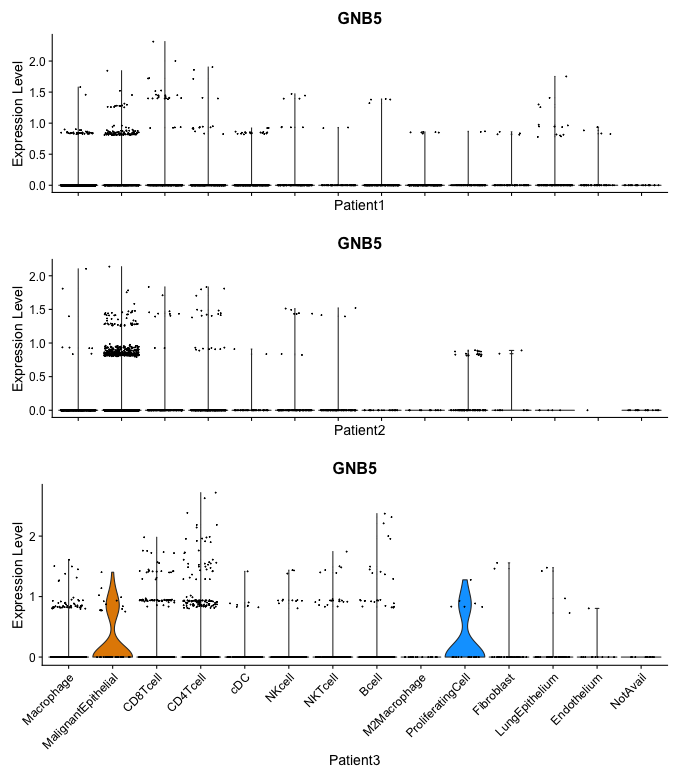 GNB5
Expression Level
2.0
1.5
1.0
0.5
0.0
Patient1
GNB5
Expression Level
2.0
1.5
1.0
0.5
0.0
Patient2
GNB5
Expression Level
2
1
0
Macrophage
MalignantEpithelial
CD8Tcell
CD4Tcell
cDC
NKcell
NKTcell
Bcell
M2Macrophage
ProliferatingCell
Fibroblast
LungEpithelium
Endothelium
NotAvail
Patient3